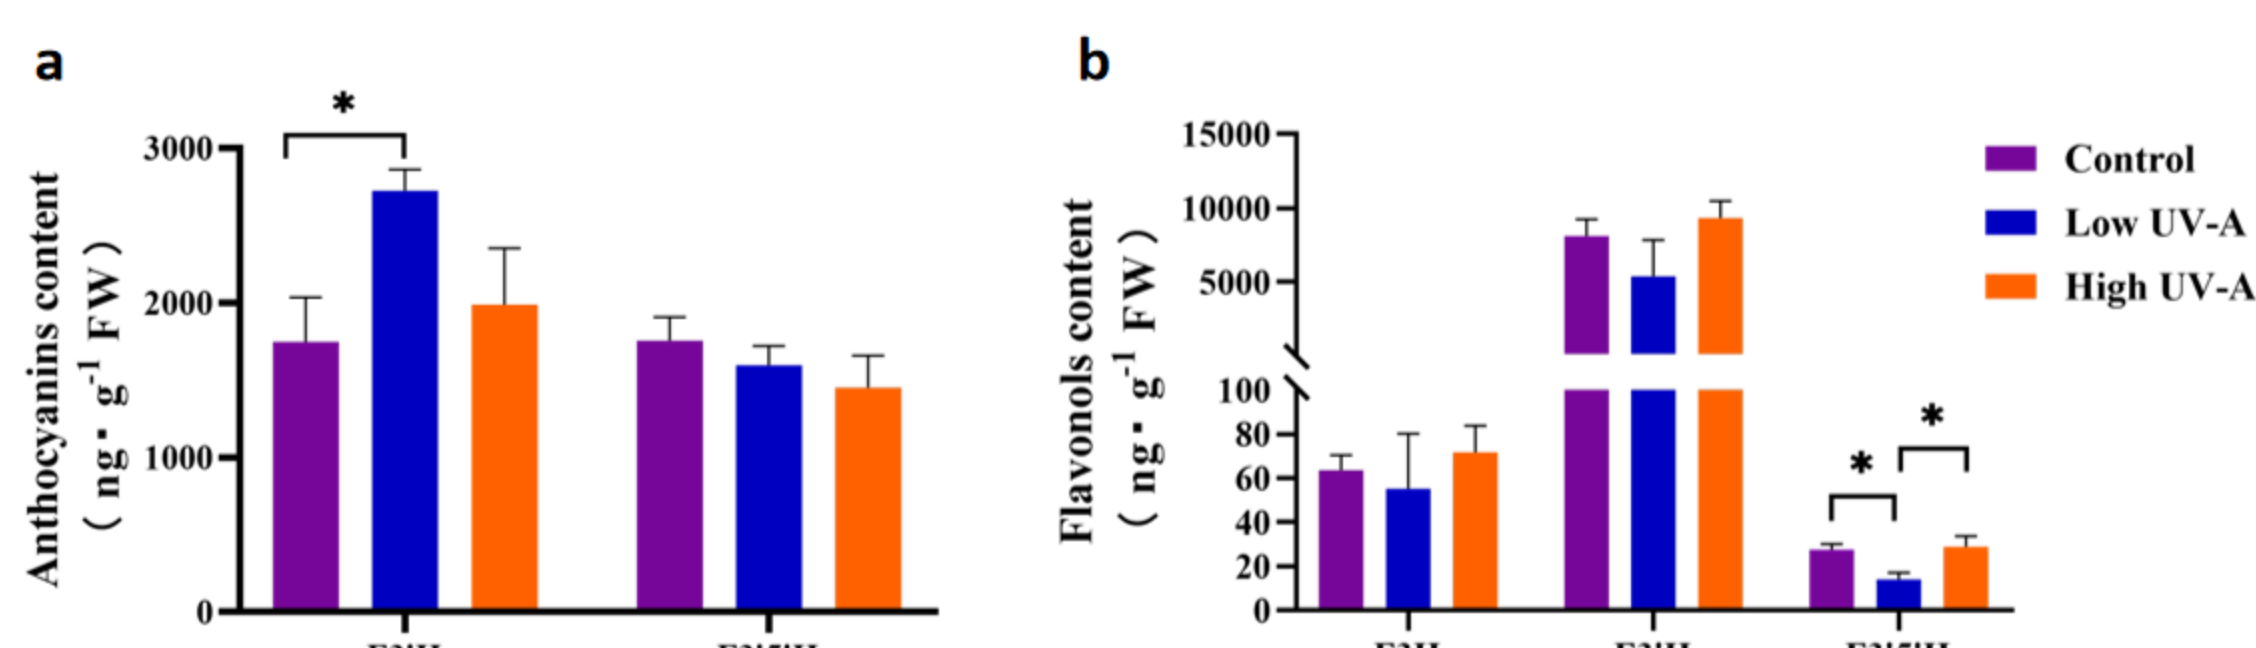 a
*
3000
2000
1000
0
Anthocyanins content
( ng· g-1 FW )
b
15000
10000
5000
100
80
60
40
20
0
Flavonols content
( ng· g-1 FW )
*
*
Control
Low UV-A
High UV-A